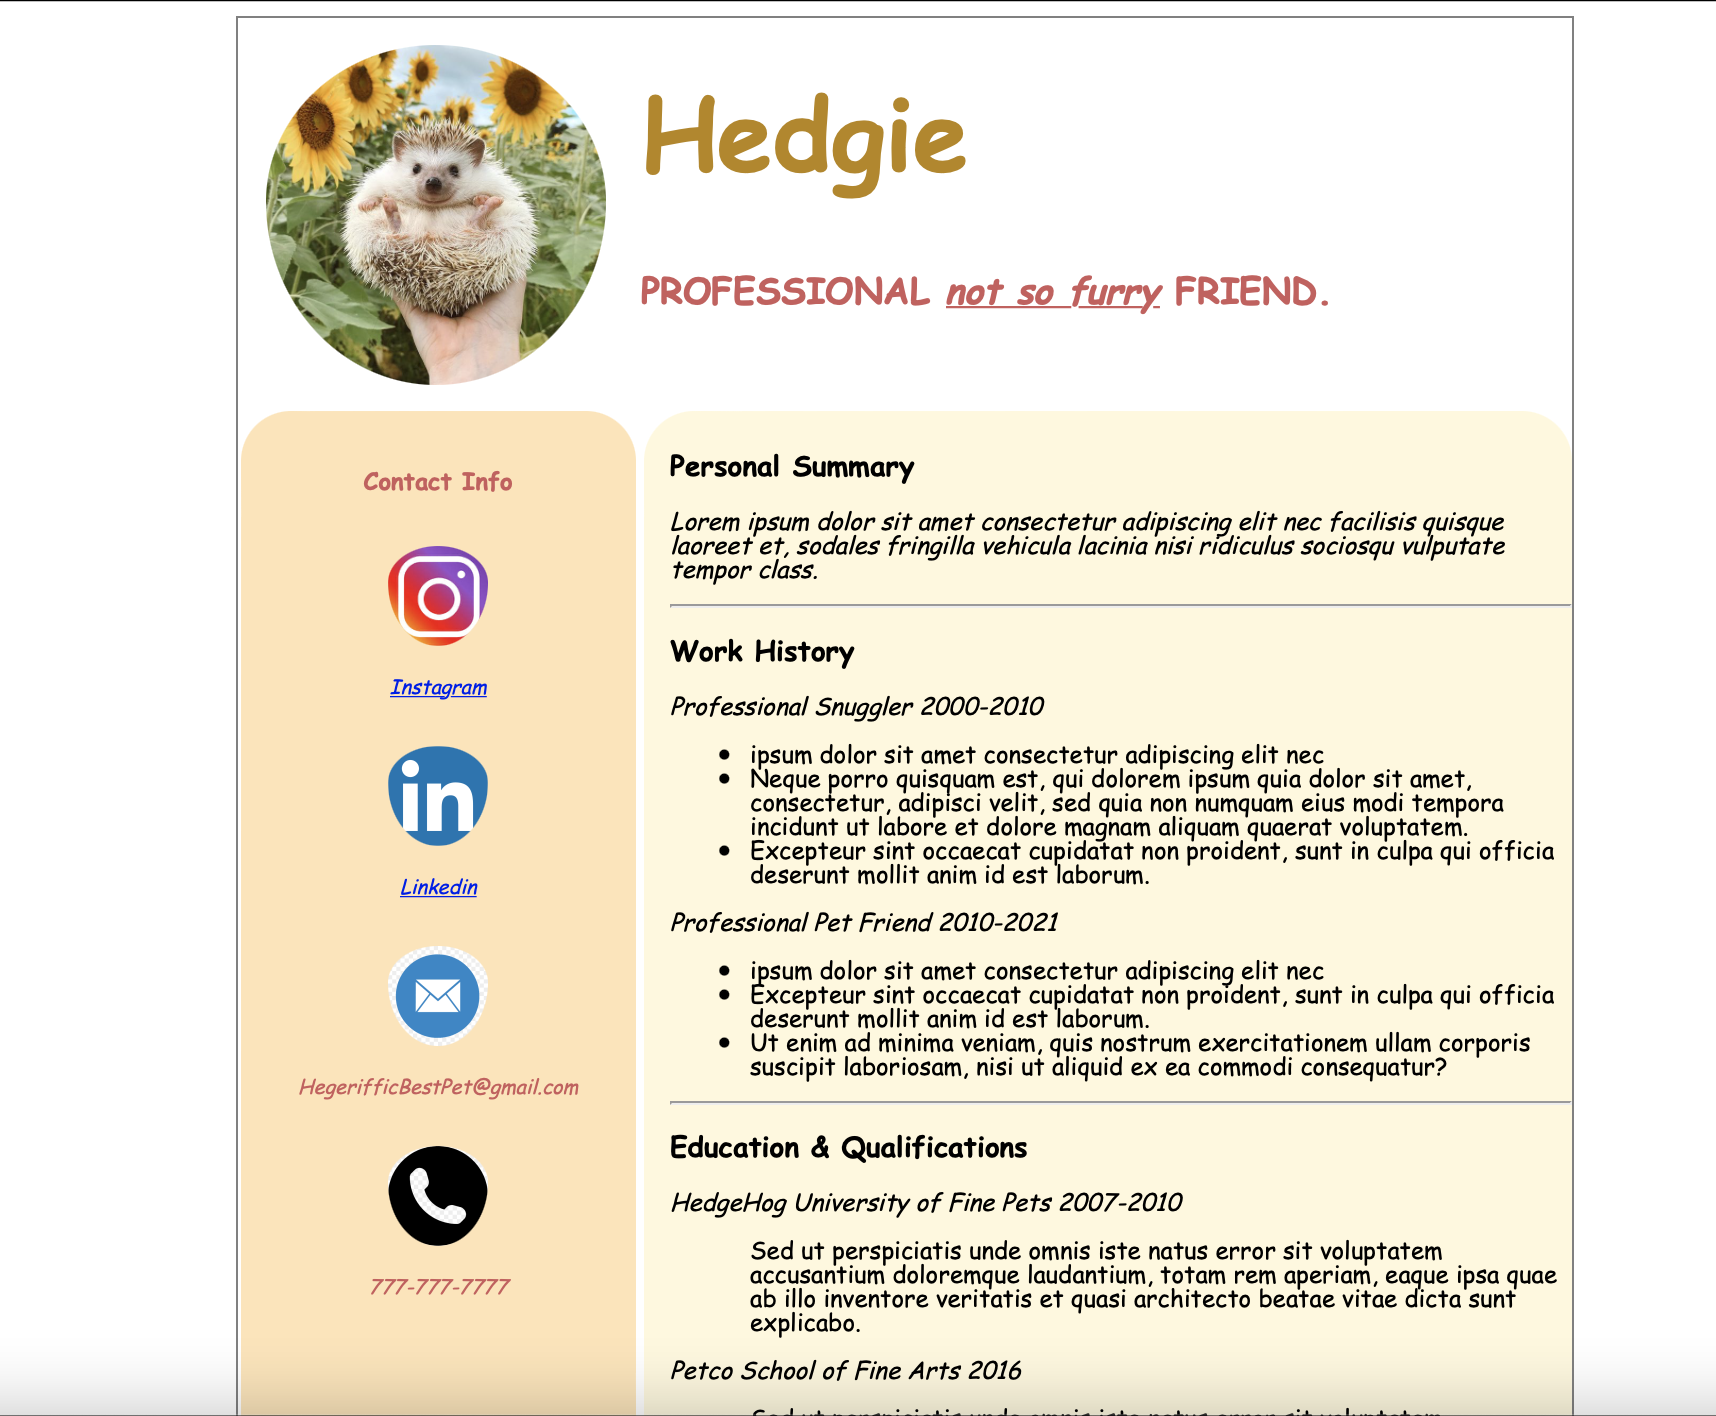 Hedgie
PROFESSIONAL not so furry FRIEND.
Contact Info
Instagram
in
Linkedin
HegerifficBestPet@gmail.com
777-777-7777
Personal Summary
Lorem ipsum dolor sit amet consectetur adipiscing elit nec facilisis quisque
laoreet et, sodales fringilla vehicula lacinia nisi ridiculus sociosqu vulputate
tempor class.
Work History
Professional Snuggler 2000-2010
ipsum dolor sit amet consectetur adipiscing elit nec
Neque porro quisquam est, qui dolorem ipsum quia dolor sit amet,
consectetur, adipisci velit, sed quia non numquam eius modi tempora
incidunt ut labore et dolore magnam aliquam quaerat voluptatem.
Excepteur sint occaecat cupidatat non proident, sunt in culpa qui officia
deserunt mollit anim id est laborum.
Professional Pet Friend 2010-2021
ipsum dolor sit amet consectetur adipiscing elit nec
Excepteur sint occaecat cupidatat non proident, sunt in culpa qui officia
deserunt mollit anim id est laborum.
Ut enim ad minima veniam, quis nostrum exercitationem ullam corporis
suscipit laboriosam, nisi ut aliquid ex ea commodi consequatur?
Education & Qualifications
HedgeHog University of Fine Pets 2007-2010
Sed ut perspiciatis unde omnis iste natus error sit voluptatem
accusantium doloremque laudantium, totam rem aperiam, eaque ipsa quae
ab illo inventore veritatis et quasi architecto beatae vitae dicta sunt
explicabo.
Petco School of Fine Arts 2016